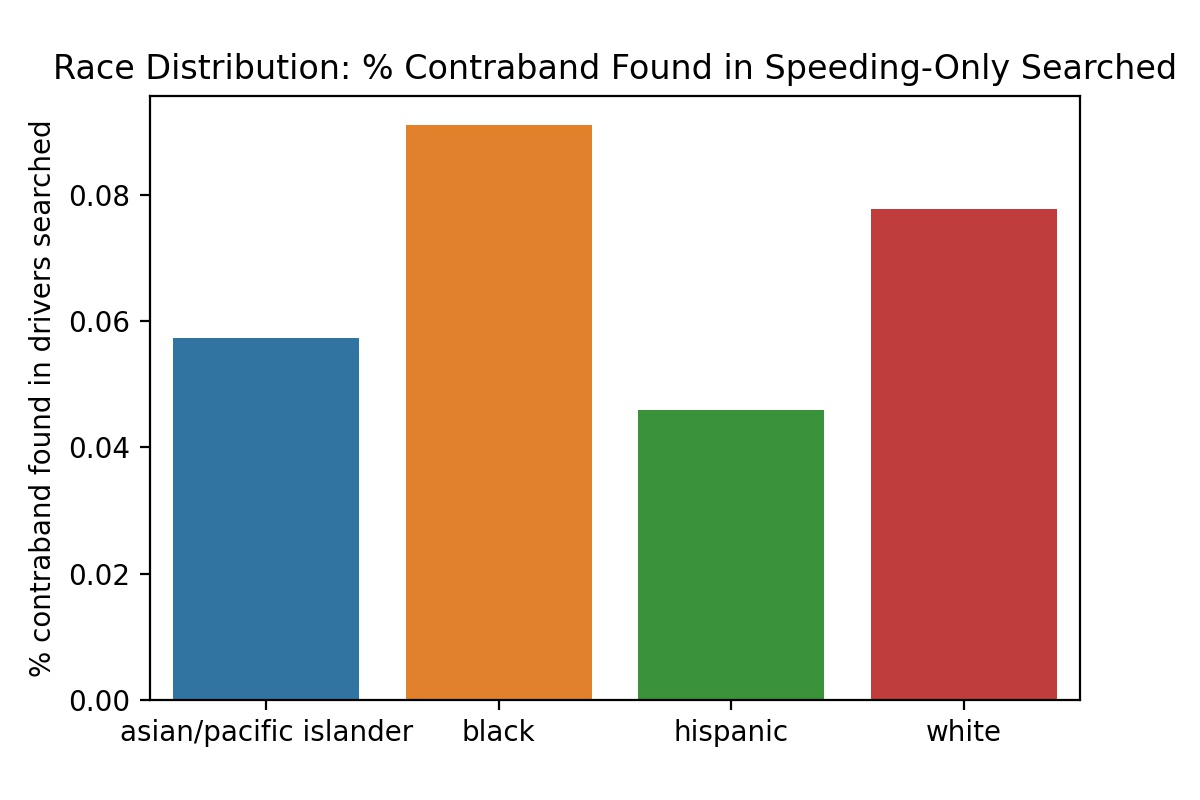 Race Distribution: % Contraband Found in Speeding-Only Searched
% contraband found in drivers searched
0.08
0.06
0.04
0.02
0.00
asian/pacific islander
black
hispanic
white